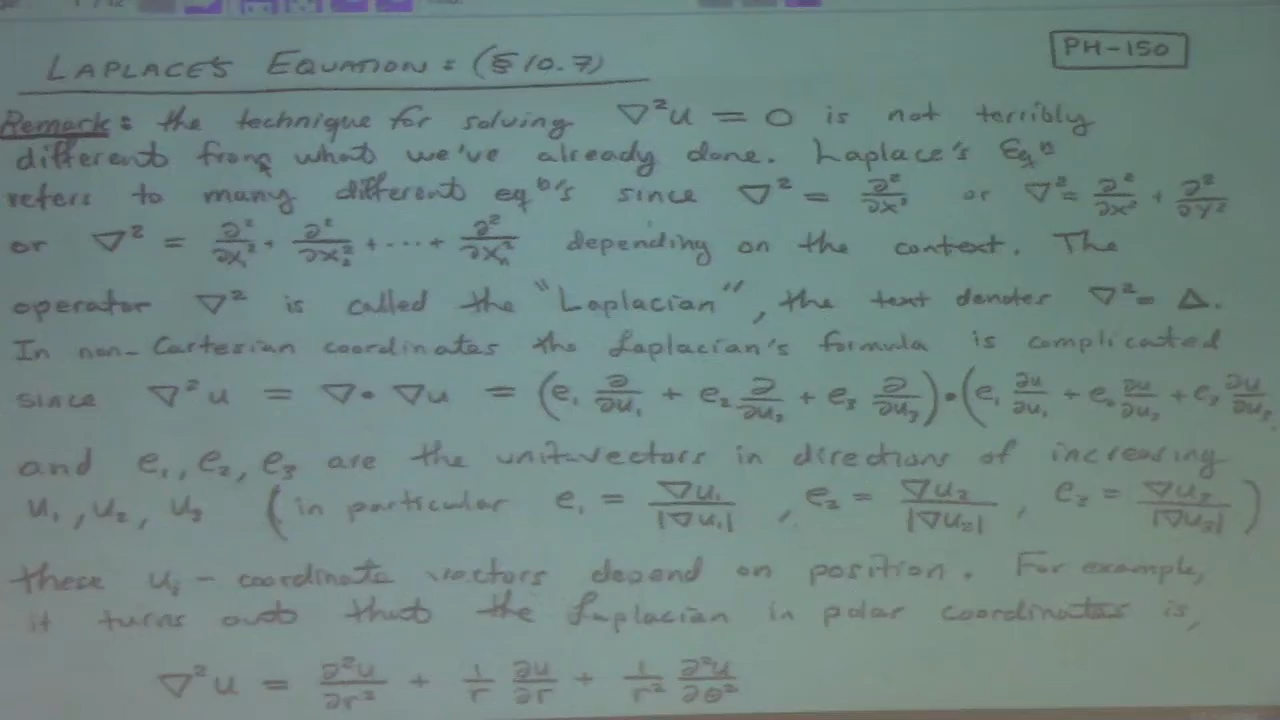 LAPLACE'S EQUATION: (§10.7)
PH-150
Remark: the technique for solving ∇²u = 0 is not terribly
different from what we've already done. Laplace's Eqⁿ
refers to many different eqⁿ's since ∇² = ∂²/∂x² or ∇² = ∂²/∂x² + ∂²/∂y²
or ∇² = ∂²/∂x₁² + ∂²/∂x₂² + ··· + ∂²/∂xₙ² depending on the context. The
operator ∇² is called the "Laplacian", the text denotes ∇² = Δ.
In non-Cartesian coordinates the Laplacian's formula is complicated
since ∇²u = ∇•∇u = (e₁ ∂/∂u₁ + e₂ ∂/∂u₂ + e₃ ∂/∂u₃)•(e₁ ∂u/∂u₁ + e₂ ∂u/∂u₂ + e₃ ∂u/∂u₃
and e₁, e₂, e₃ are the unit-vectors in directions of increasing
u₁, u₂, u₃ (in particular e₁ = ∇u₁/|∇u₁| , e₂ = ∇u₂/|∇u₂| , e₃ = ∇u₃/|∇u₃|)
these uⱼ-coordinate vectors depend on position. For example,
it turns out that the Laplacian in polar coordinates is,
∇²u = ∂²u/∂r² + 1/r ∂u/∂r + 1/r² ∂²u/∂θ²